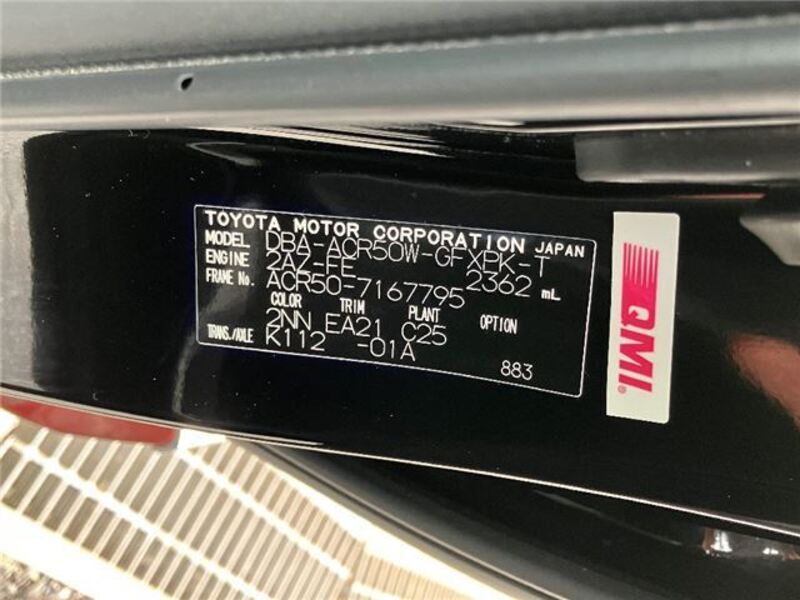 TOYOTA MOTOR CORPORATION JAPAN
MODEL DBA-ACR50W-GFXPK-T
ENGINE 2AZ-FE 2362 mL
FRAME No. ACR50-7167795
COLOR TRIM PLANT OPTION
2NN EA21 C25
TRANS./AXLE K112 -01A
883
QMI